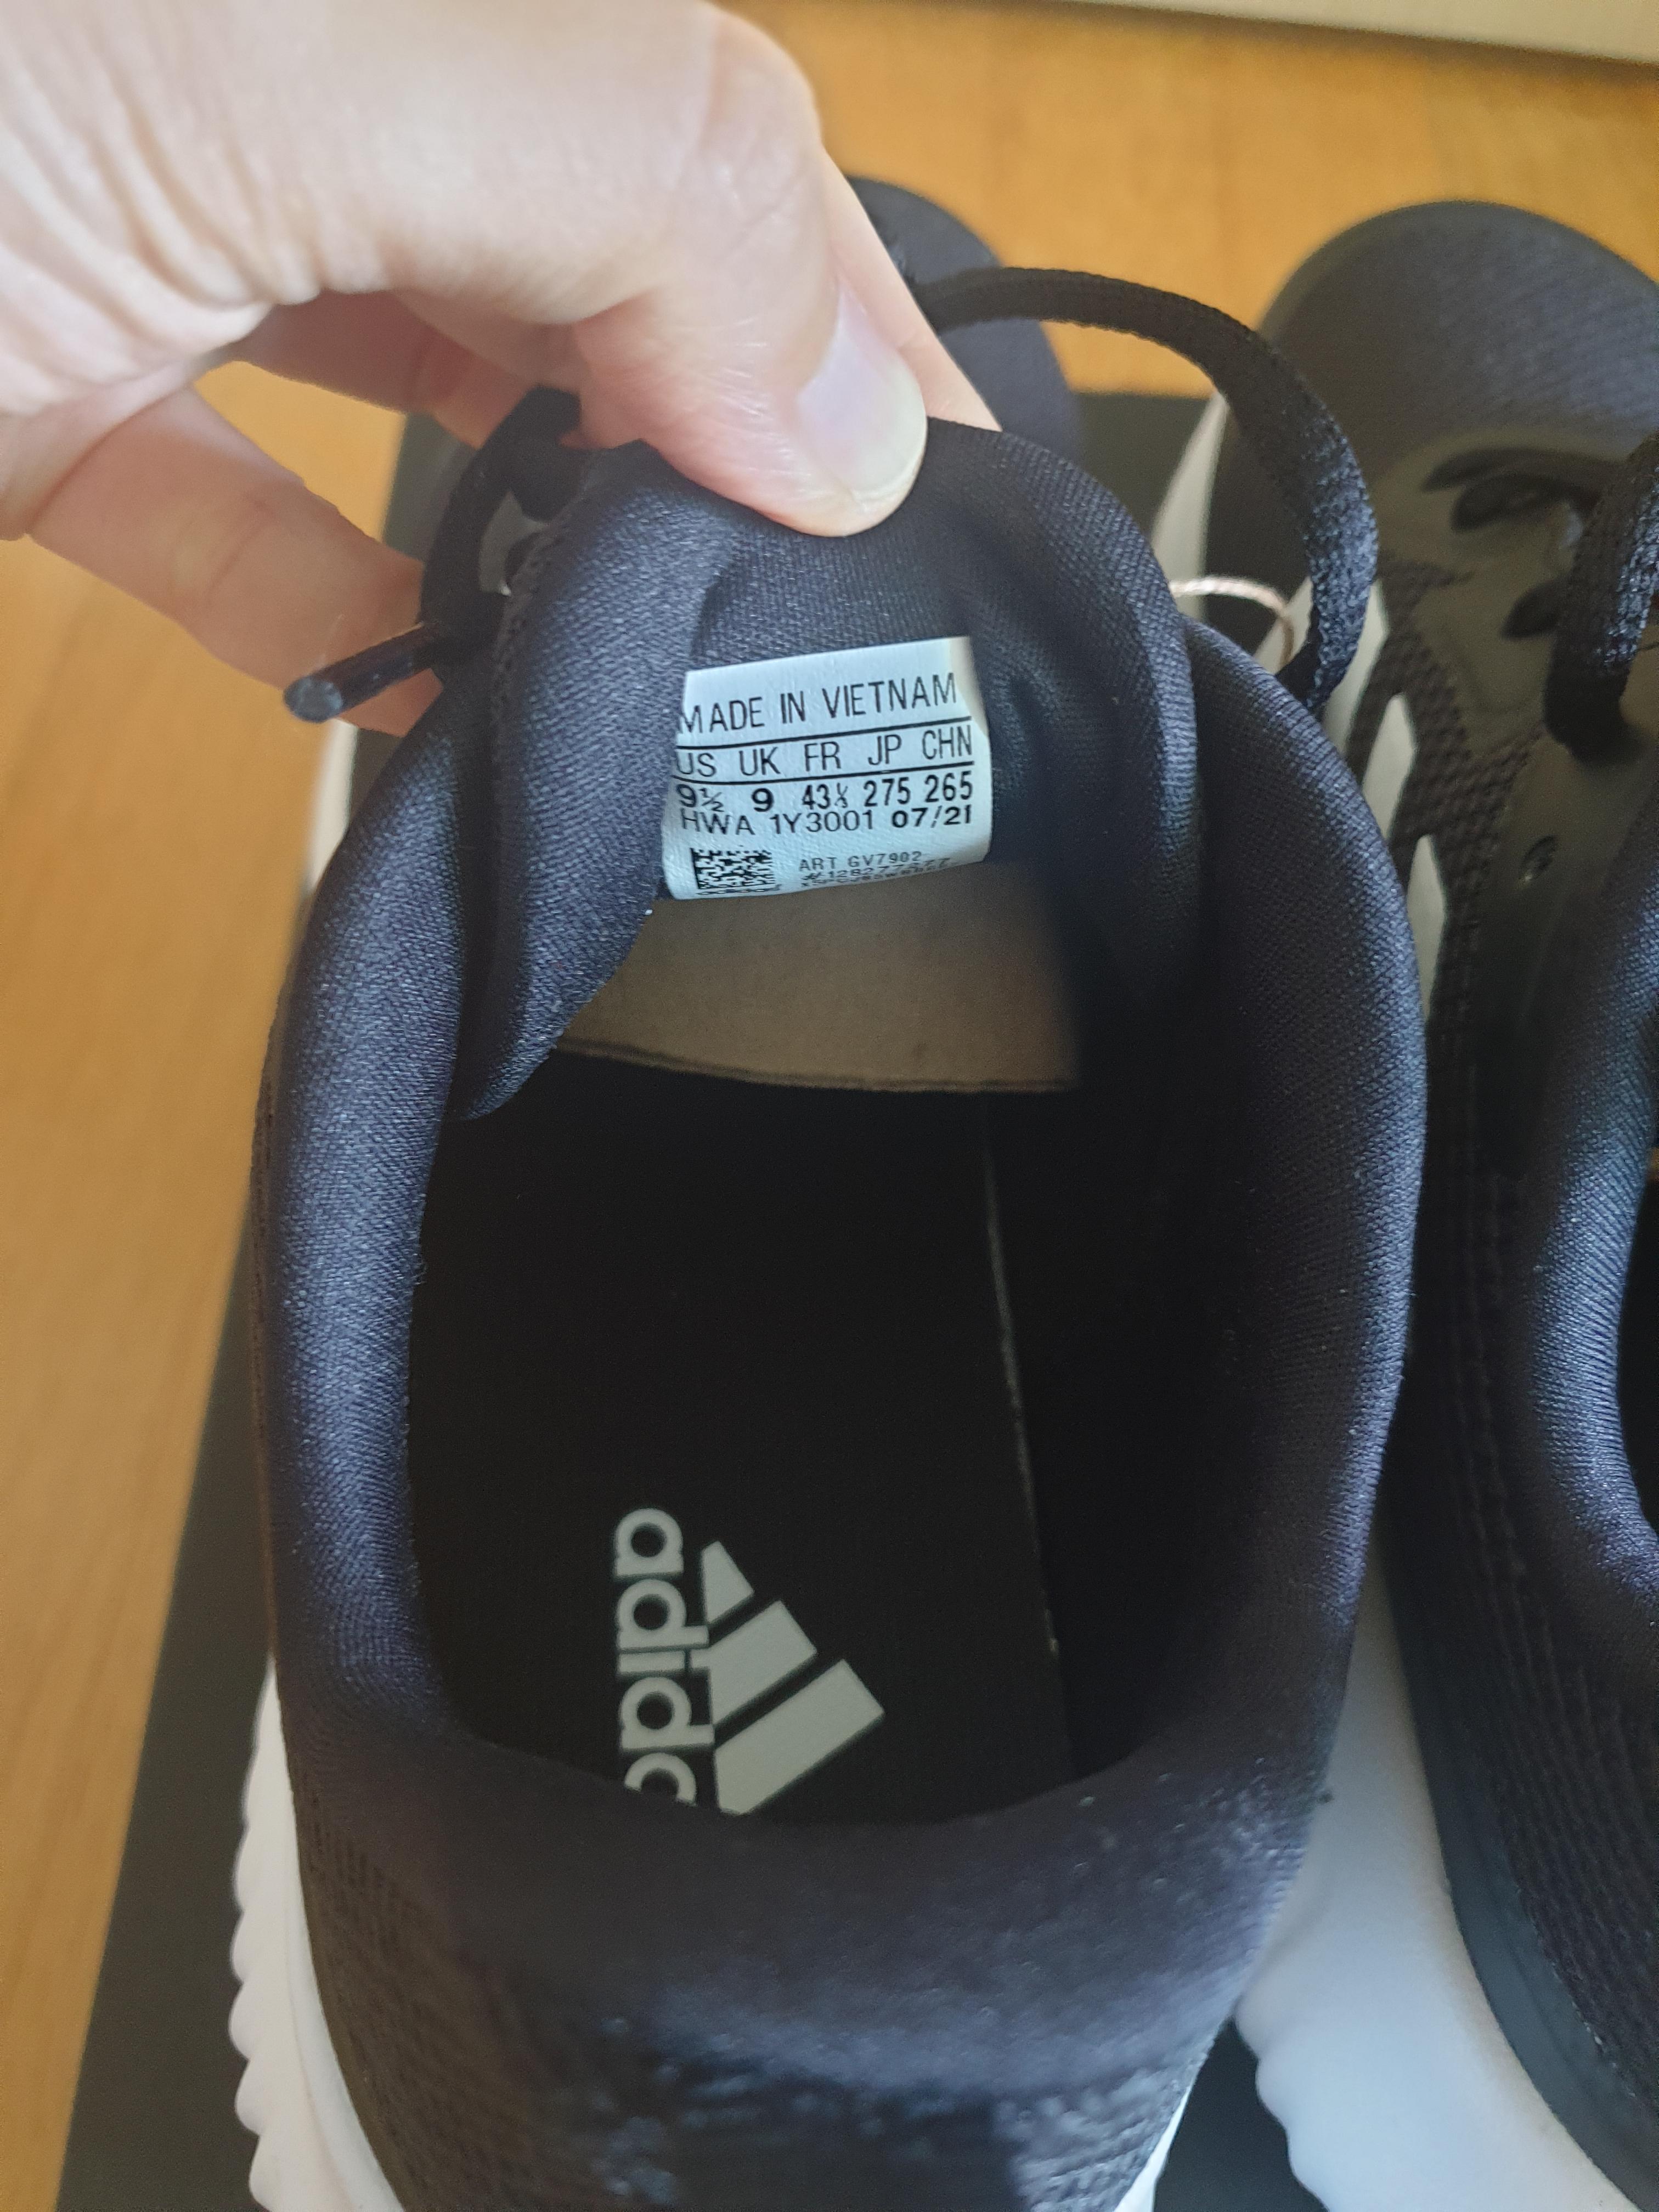 MADE IN VIETNAM
US UK FR JP CHN
9½ 9 43⅓ 275 265
HWA 1Y3001 07/21
ART GV7902
adida